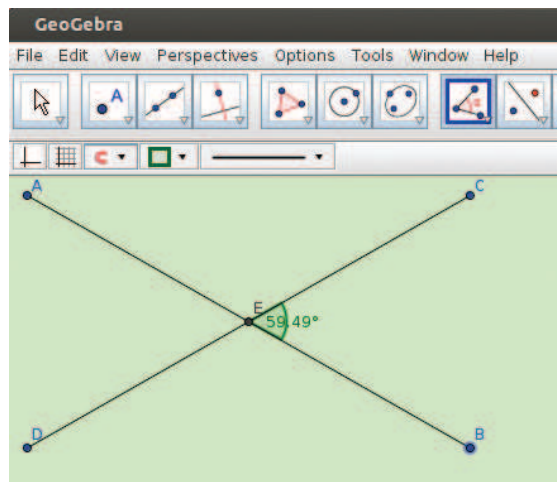 GeoGebra
File Edit View Perspectives Options Tools Window Help
A
α
A C
E
59.49°
D B